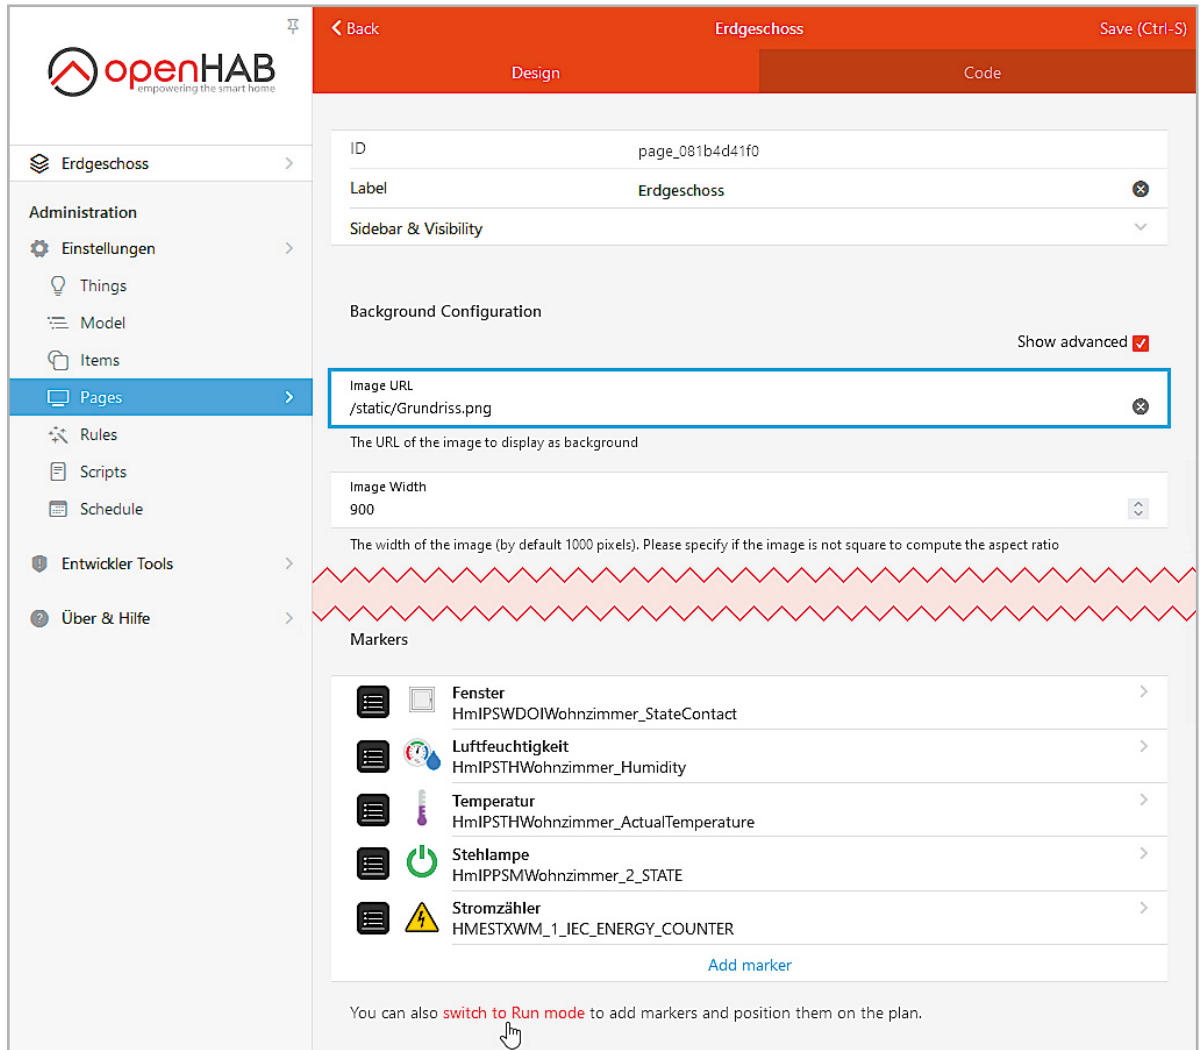 openHAB
empowering the smart home
Erdgeschoss
Administration
Einstellungen
Things
Model
Items
Pages
Rules
Scripts
Schedule
Entwickler Tools
Über & Hilfe
Back
Erdgeschoss
Save (Ctrl-S)
Design
Code
ID
page_081b4d41f0
Label
Erdgeschoss
Sidebar & Visibility
Background Configuration
Show advanced
Image URL
/static/Grundriss.png
The URL of the image to display as background
Image Width
900
The width of the image (by default 1000 pixels). Please specify if the image is not square to compute the aspect ratio
Markers
Fenster
HmIPSWDOIWohnzimmer_StateContact
Luftfeuchtigkeit
HmIPSTHWohnzimmer_Humidity
Temperatur
HmIPSTHWohnzimmer_ActualTemperature
Stehlampe
HmIPPSMWohnzimmer_2_STATE
Stromzähler
HMESTXWM_1_IEC_ENERGY_COUNTER
Add marker
You can also switch to Run mode to add markers and position them on the plan.